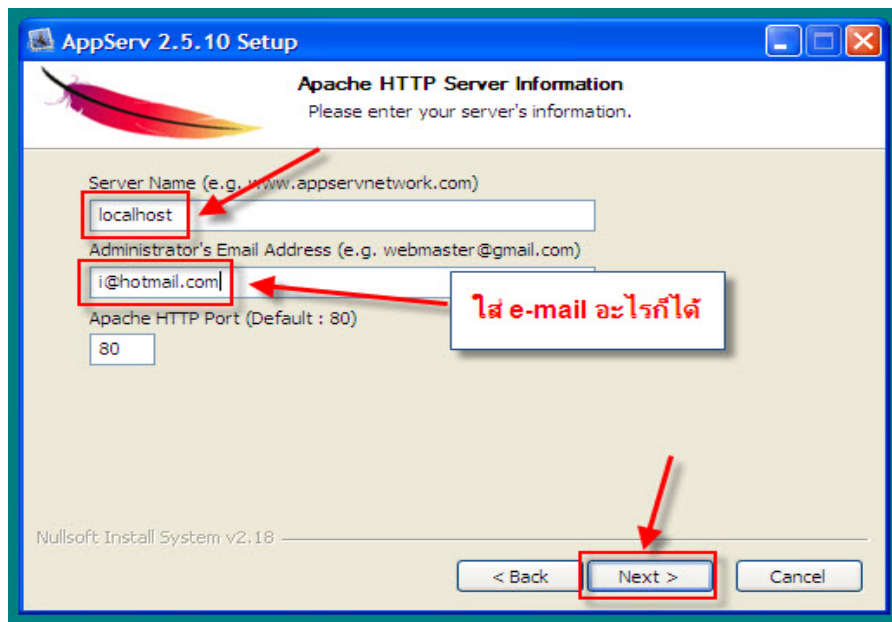 AppServ 2.5.10 Setup
Apache HTTP Server Information
Please enter your server's information.
Server Name (e.g. www.appservnetwork.com)
localhost
Administrator's Email Address (e.g. webmaster@gmail.com)
i@hotmail.com
ใส่ e-mail อะไรก็ได้
Apache HTTP Port (Default : 80)
80
Nullsoft Install System v2.18
< Back Next > Cancel